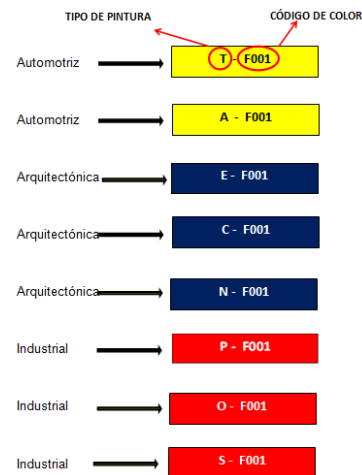 TIPO DE PINTURA CÓDIGO DE COLOR
Automotriz T - F001
Automotriz A - F001
Arquitectónica E - F001
Arquitectónica C - F001
Arquitectónica N - F001
Industrial P - F001
Industrial O - F001
Industrial S - F001